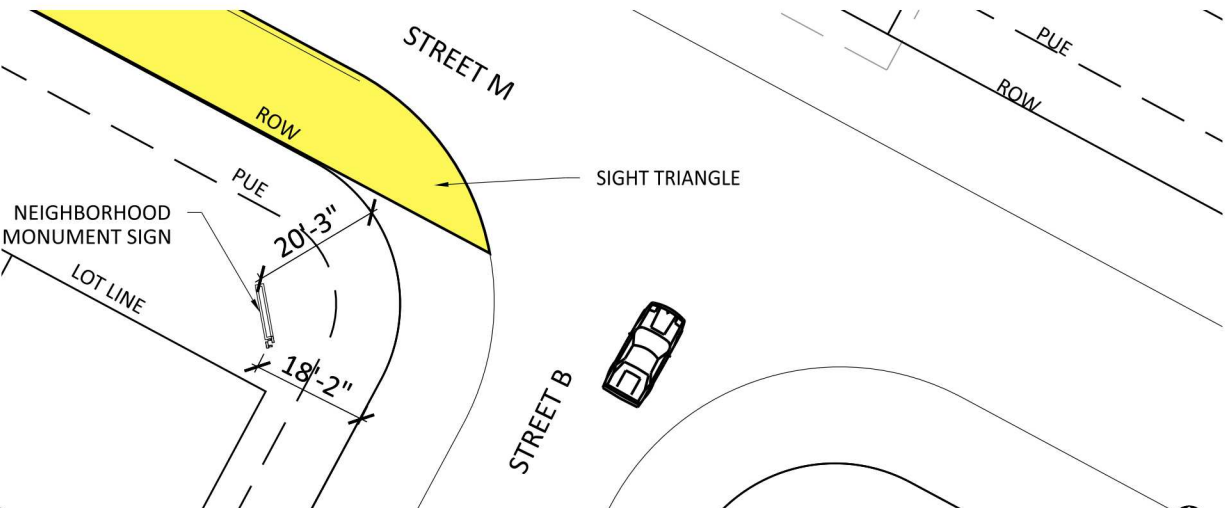 STREET M
PUE
ROW
ROW
PUE
SIGHT TRIANGLE
NEIGHBORHOOD
MONUMENT SIGN
20'-3"
LOT LINE
18'-2"
STREET B